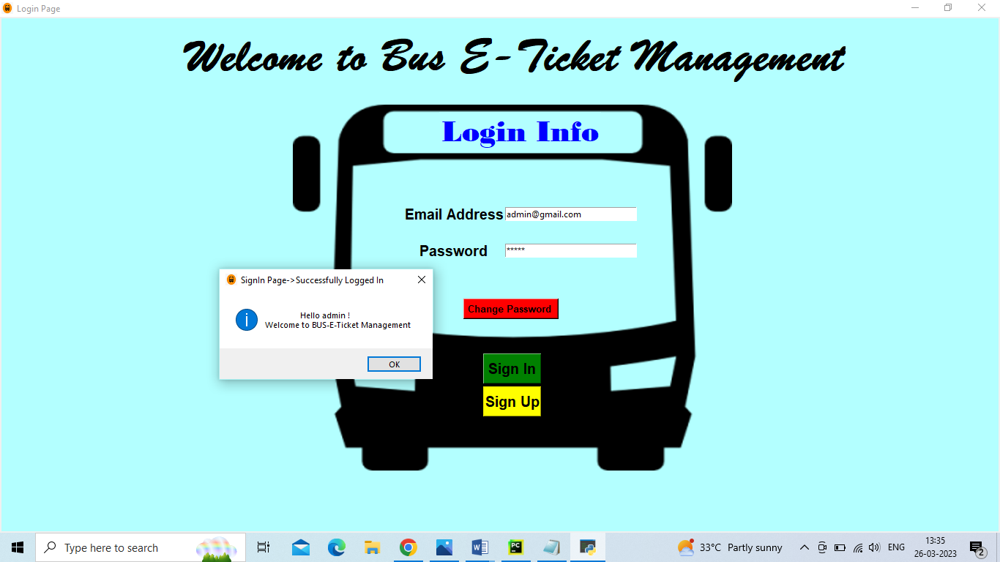 Login Page
Welcome to Bus E-Ticket Management
Login Info
Email Address admin@gmail.com
Password *****
SignIn Page->Successfully Logged In
Hello admin !
Welcome to BUS-E-Ticket Management
OK
Change Password
Sign In
Sign Up
Type here to search
33°C Partly sunny
ENG
13:35
26-03-2023
2
W
PC